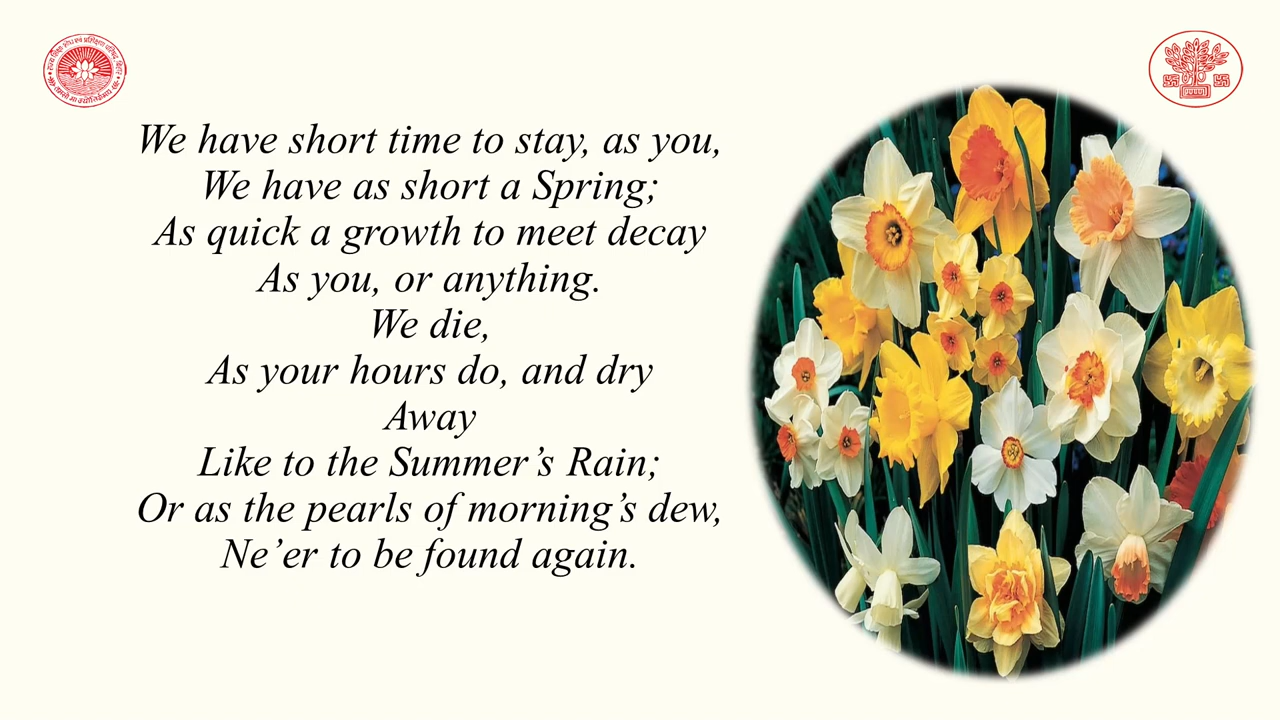 We have short time to stay, as you,
We have as short a Spring;
As quick a growth to meet decay
As you, or anything.
We die,
As your hours do, and dry
Away
Like to the Summer’s Rain;
Or as the pearls of morning’s dew,
Ne’er to be found again.